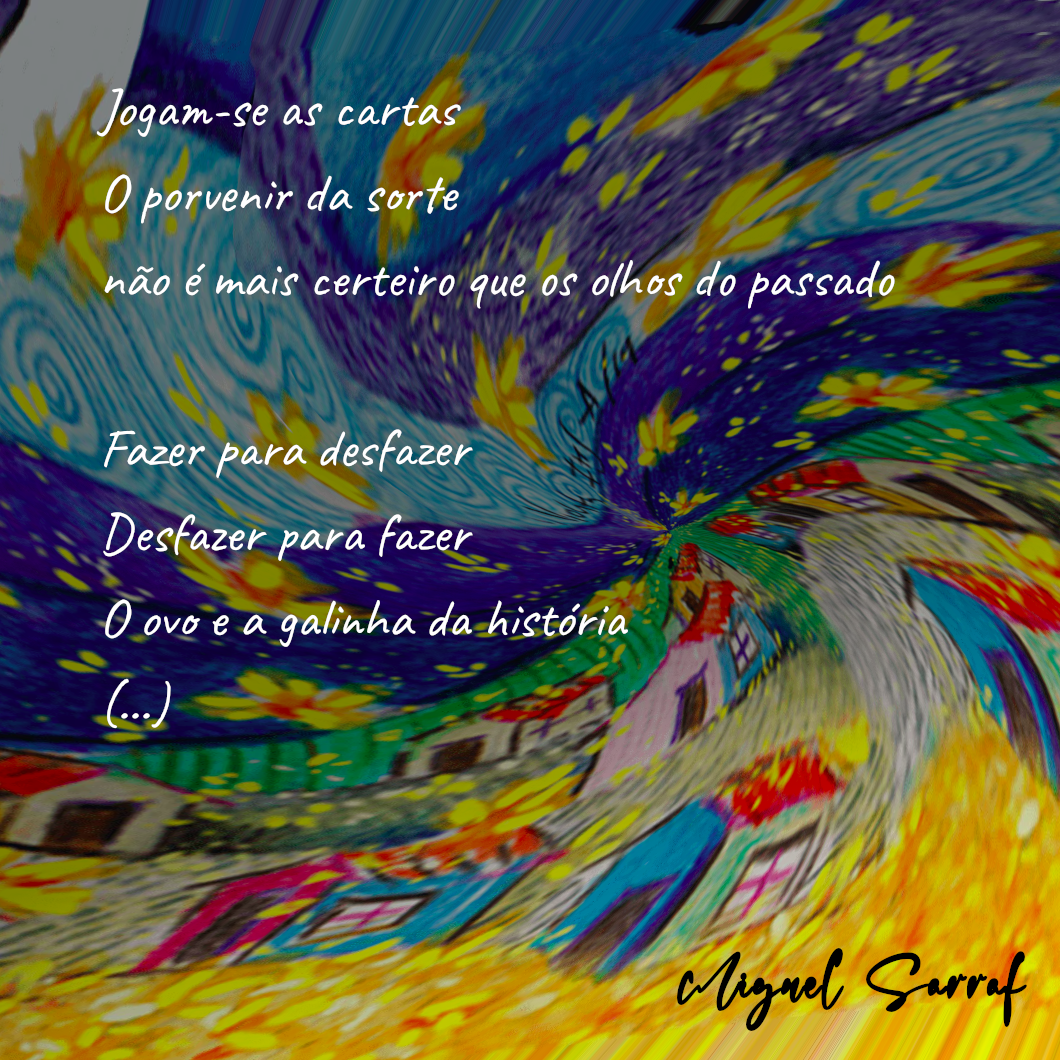 Jogam-se as cartas
O porvenir da sorte
não é mais certeiro que os olhos do passado
Fazer para desfazer
Desfazer para fazer
O ovo e a galinha da história
(...)
Miguel Sarraf